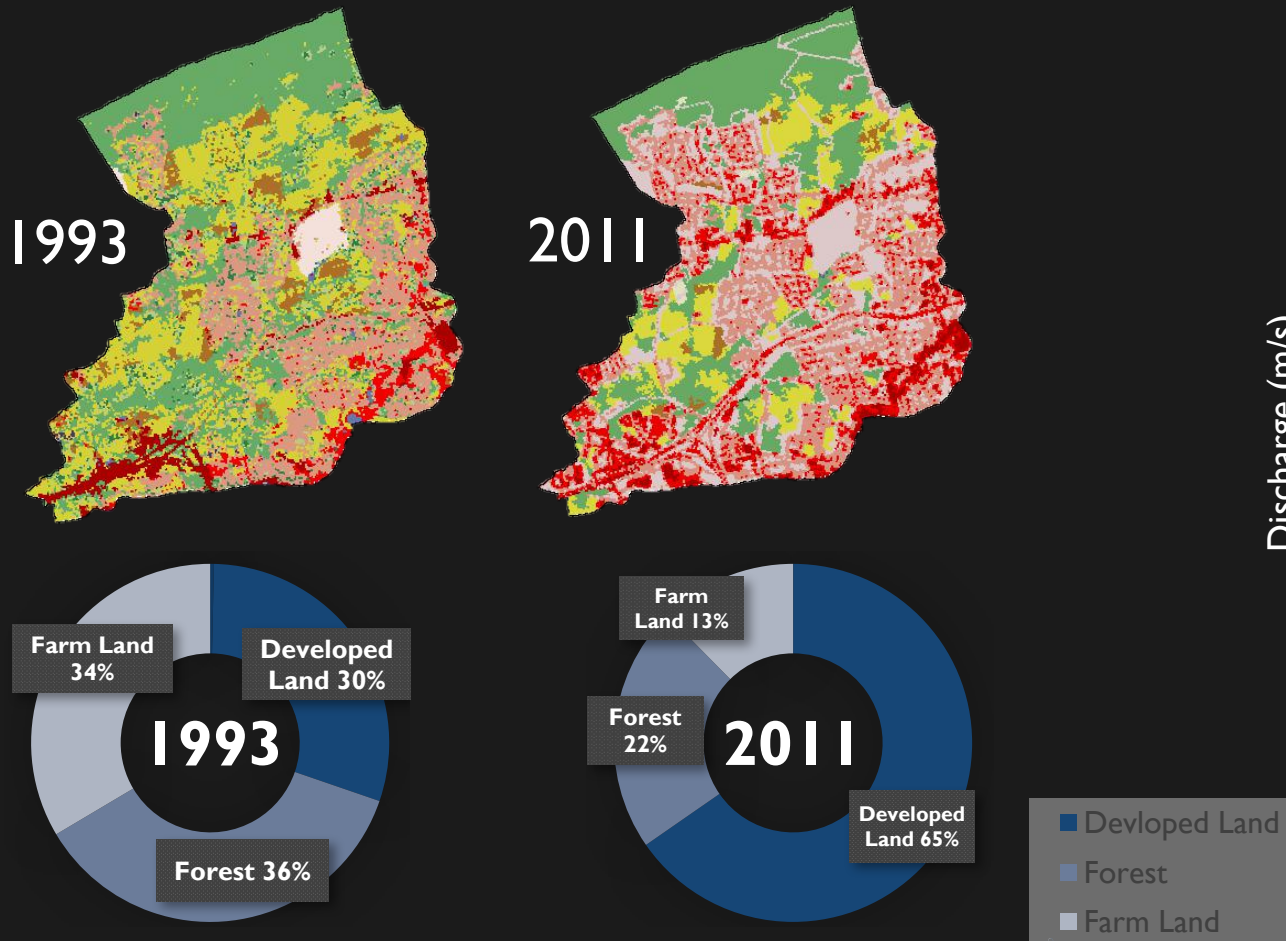 1993
2011
Discharge (m/s)
Farm Land
34%
Developed
Land 30%
1993
Forest 36%
Farm
Land 13%
Forest
22%
2011
Developed
Land 65%
Devloped Land
Forest
Farm Land